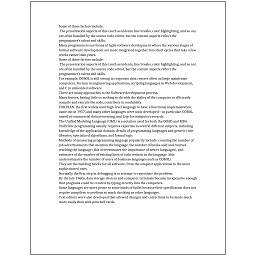 Some of these factors include:
The presentation aspects of this (such as indents, line breaks, color highlighting, and so on)
are often handled by the source code editor, but the content aspects reflect the
programmer's talent and skills.
Many programmers use forms of Agile software development where the various stages of
formal software development are more integrated together into short cycles that take a few
weeks rather than years.
Some of these factors include:
The presentation aspects of this (such as indents, line breaks, color highlighting, and so on)
are often handled by the source code editor, but the content aspects reflect the
programmer's talent and skills.
For example, COBOL is still strong in corporate data centers often on large mainframe
computers, Fortran in engineering applications, scripting languages in Web development,
and C in embedded software.
There are many approaches to the Software development process.
Many factors, having little or nothing to do with the ability of the computer to efficiently
compile and execute the code, contribute to readability.
FORTRAN, the first widely used high-level language to have a functional implementation,
came out in 1957, and many other languages were soon developed—in particular, COBOL
aimed at commercial data processing, and Lisp for computer research.
The Unified Modeling Language (UML) is a notation used for both the OOAD and MDA.
Proficient programming usually requires expertise in several different subjects, including
knowledge of the application domain, details of programming languages and generic code
libraries, specialized algorithms, and formal logic.
Methods of measuring programming language popularity include: counting the number of
job advertisements that mention the language, the number of books sold and courses
teaching the language (this overestimates the importance of newer languages), and
estimates of the number of existing lines of code written in the language (this
underestimates the number of users of business languages such as COBOL).
They are the building blocks for all software, from the simplest applications to the most
sophisticated ones.
Normally the first step in debugging is to attempt to reproduce the problem.
By the late 1960s, data storage devices and computer terminals became inexpensive enough
that programs could be created by typing directly into the computers.
Some languages are more prone to some kinds of faults because their specification does not
require compilers to perform as much checking as other languages.
Text editors were also developed that allowed changes and corrections to be made much
more easily than with punched cards.